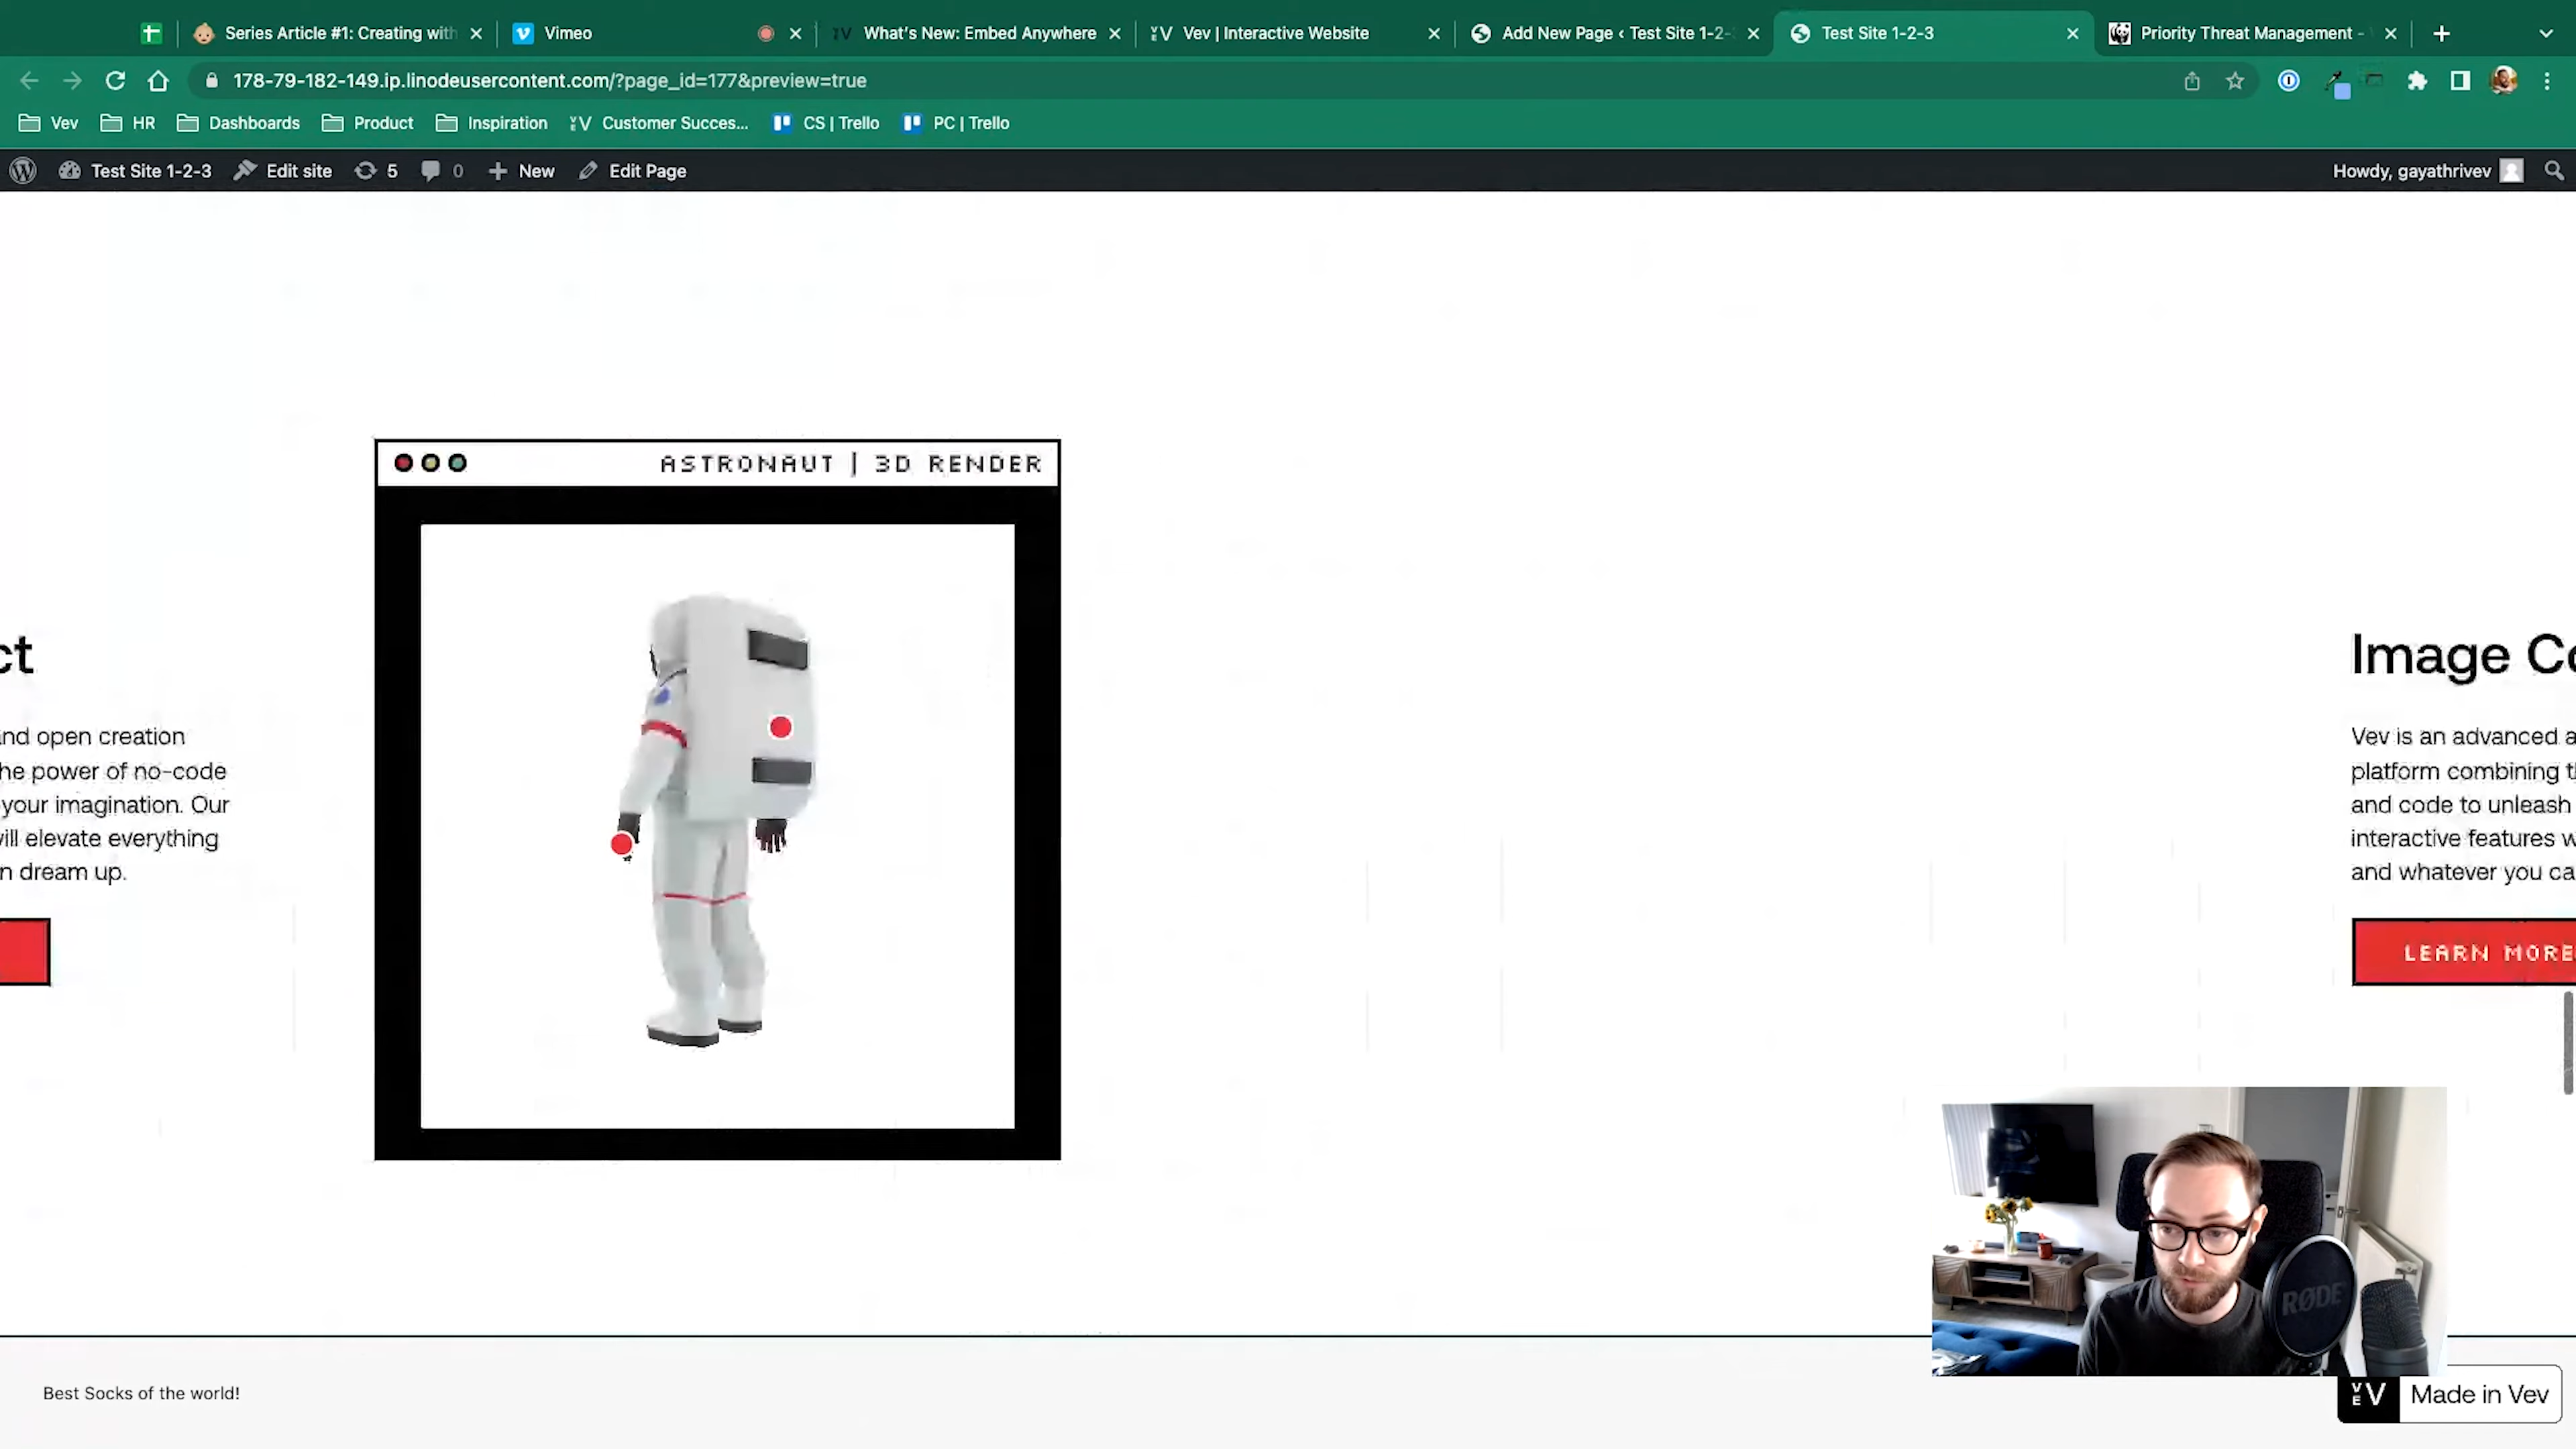 Series Article #1: Creating with
Vimeo
What's New: Embed Anywhere
Vev | Interactive Website
Add New Page ‹ Test Site 1-2-
Test Site 1-2-3
Priority Threat Management -
178-79-182-149.ip.linodeusercontent.com/?page_id=177&preview=true
Vev
HR
Dashboards
Product
Inspiration
Customer Succes...
CS | Trello
PC | Trello
Test Site 1-2-3
Edit site
5
0
New
Edit Page
Howdy, gayathrivev
ASTRONAUT | 3D RENDER
ct
nd open creation
he power of no-code
your imagination. Our
ill elevate everything
n dream up.
Image Co
Vev is an advanced a
platform combining th
and code to unleash
interactive features w
and whatever you ca
LEARN MORE
RØDE
Best Socks of the world!
VEV
Made in Vev